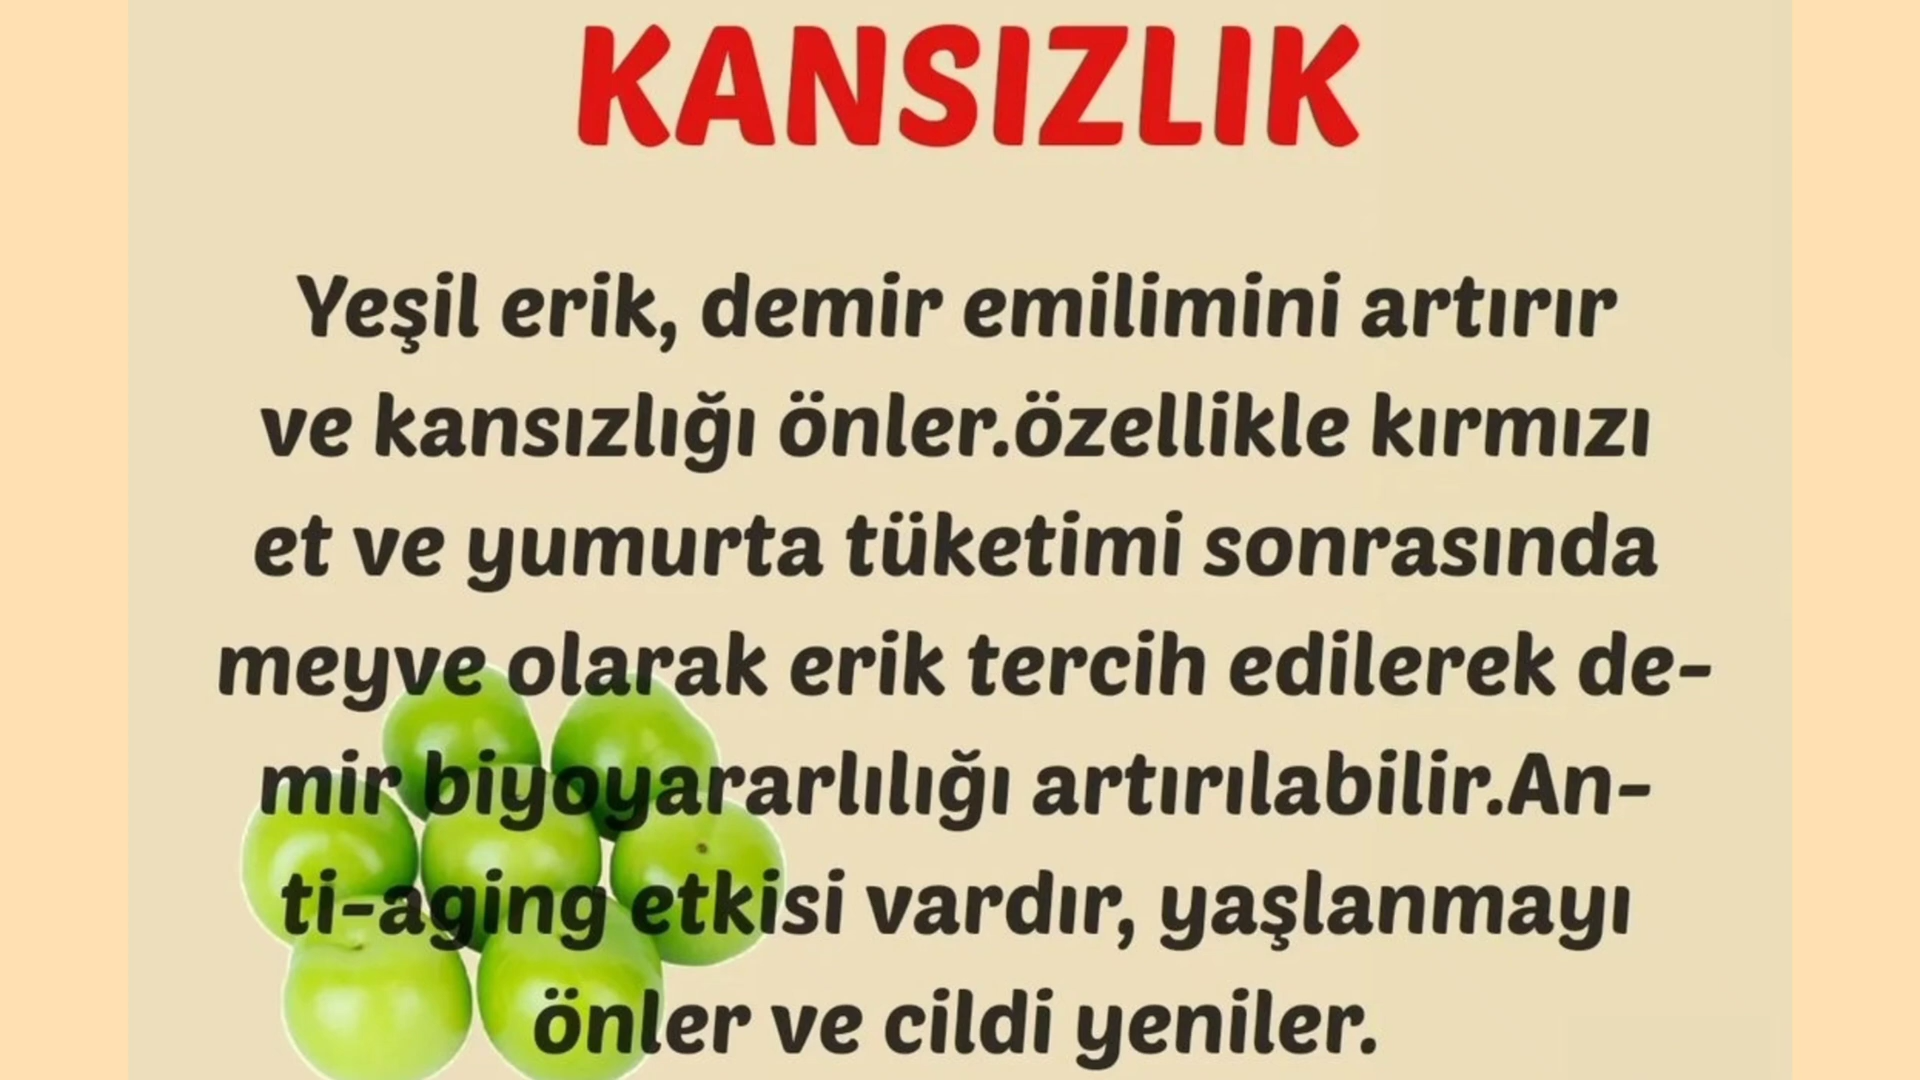 KANSIZLIK
Yeşil erik, demir emilimini artırır
ve kansızlığı önler.özellikle kırmızı
et ve yumurta tüketimi sonrasında
meyve olarak erik tercih edilerek de-
mir biyoyararlılığı artırılabilir.An-
ti-aging etkisi vardır, yaşlanmayı
önler ve cildi yeniler.